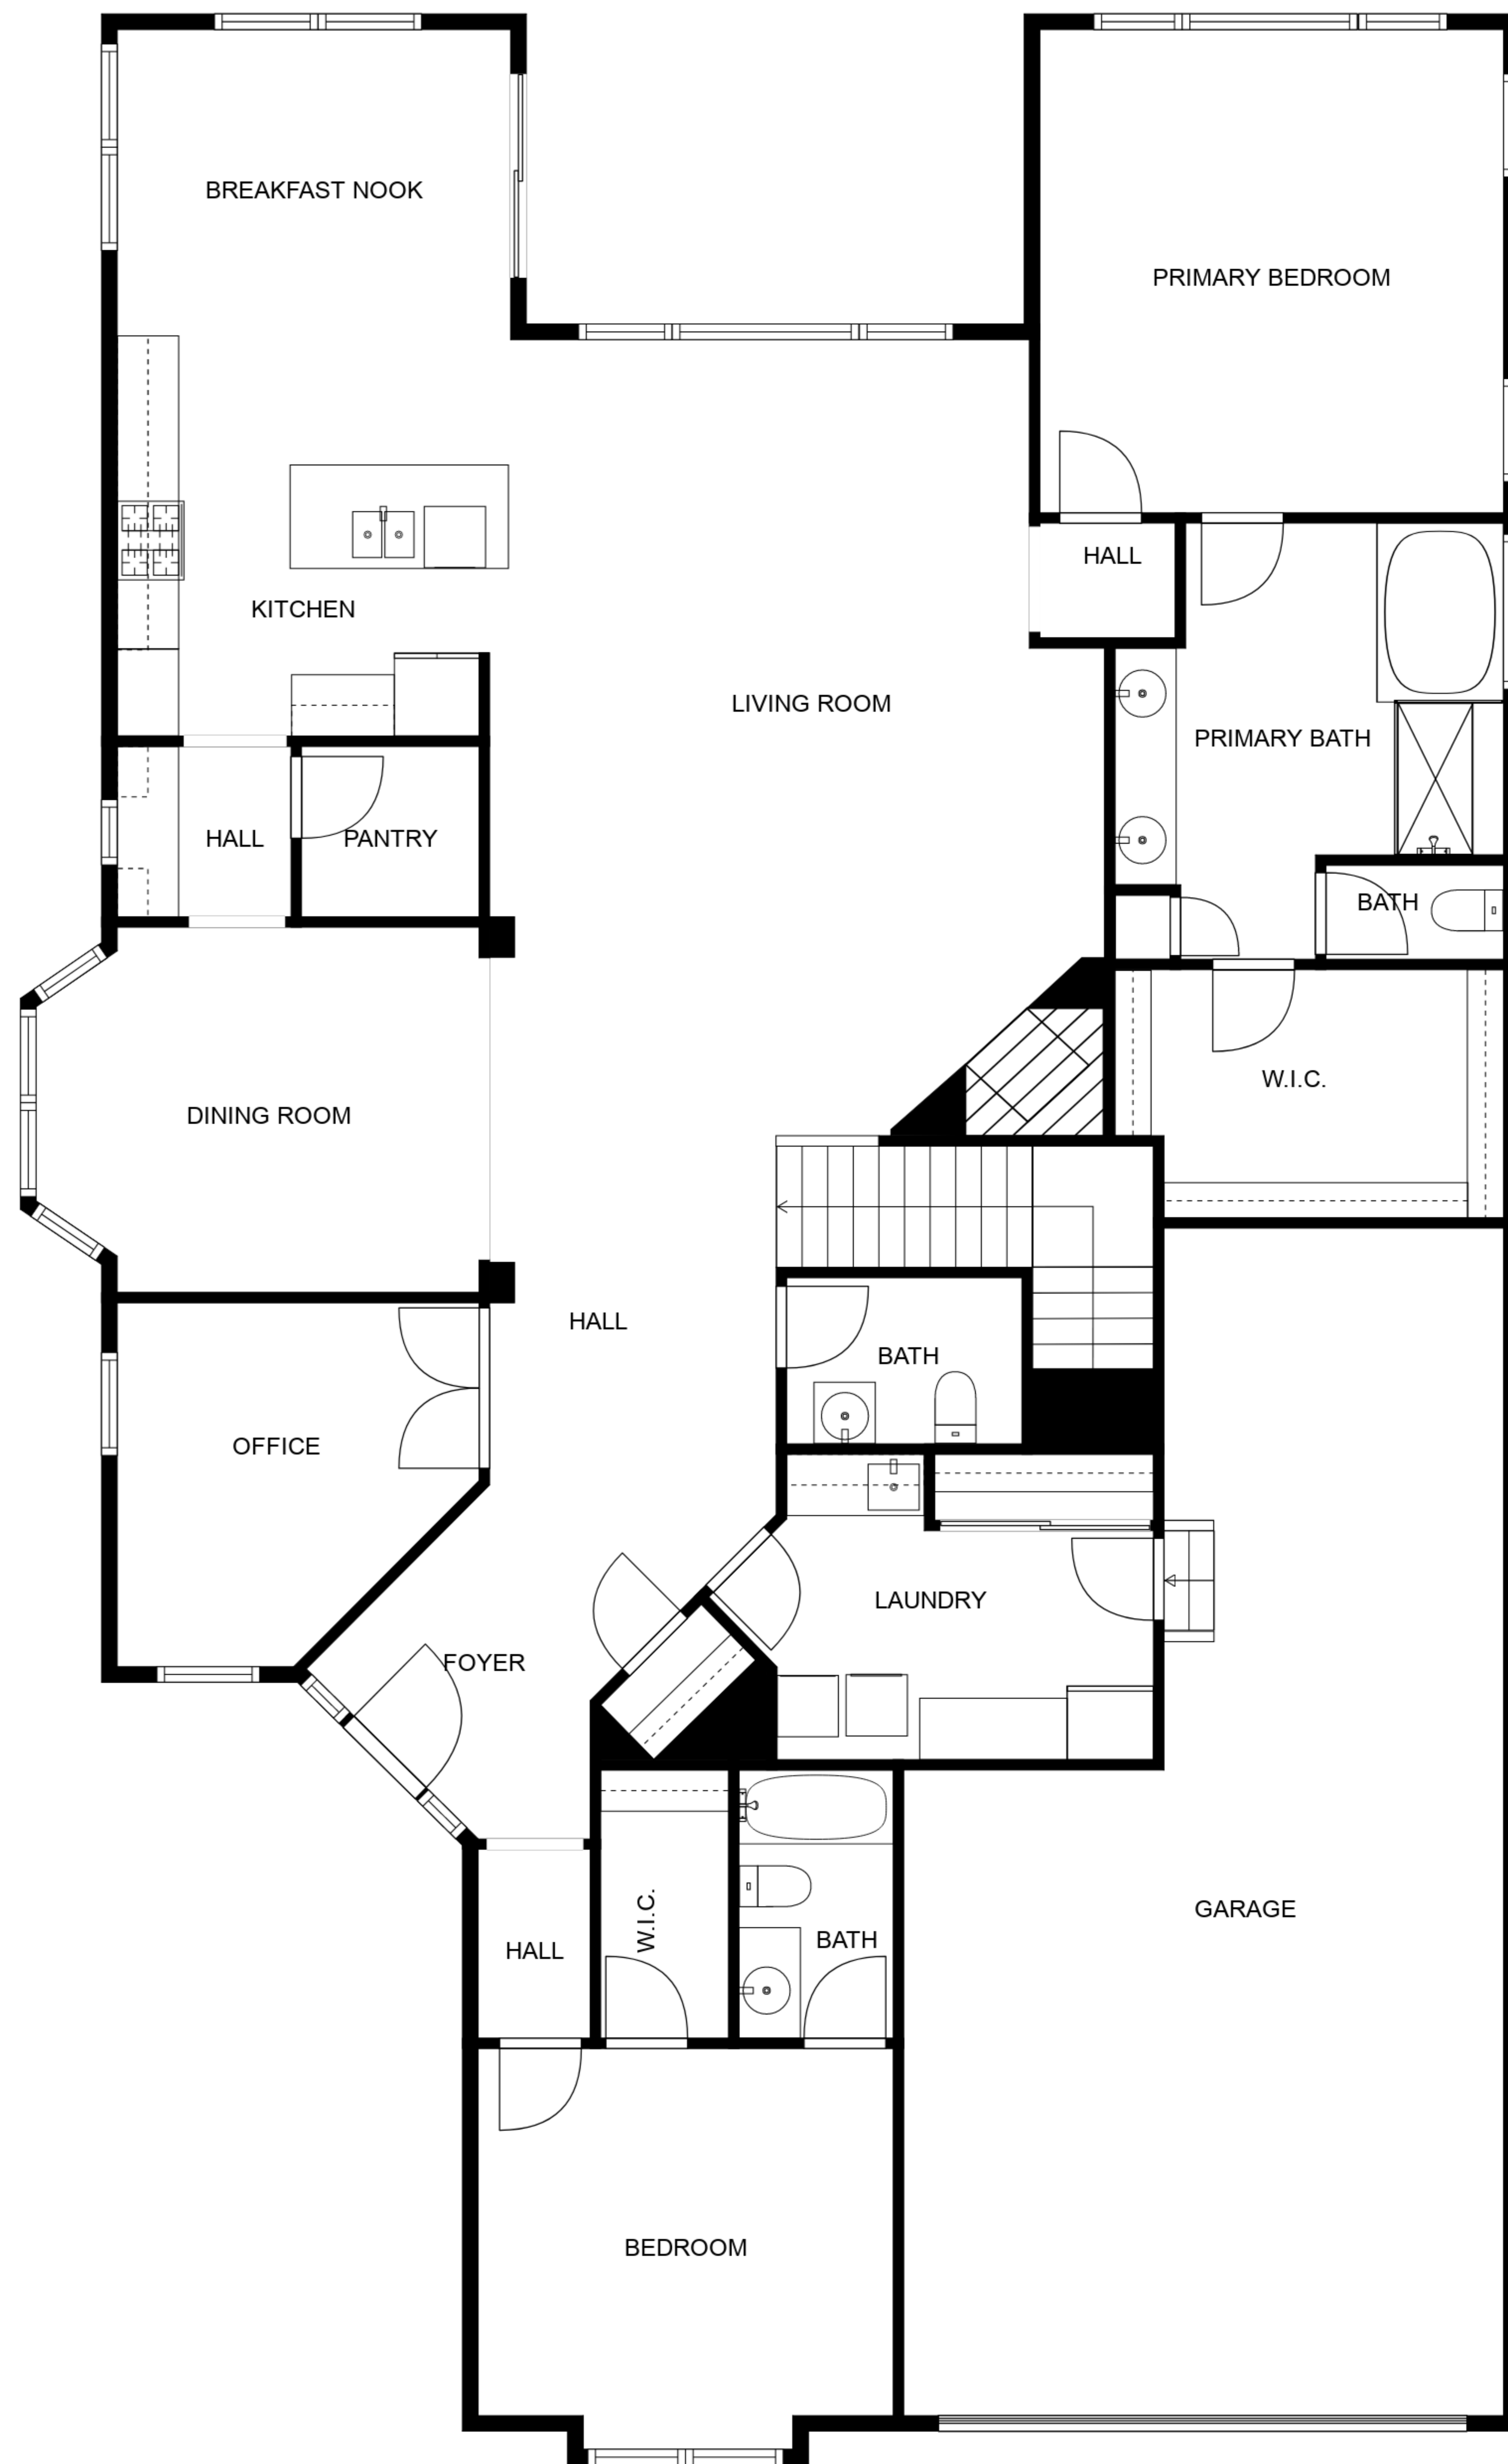 BREAKFAST NOOK
PRIMARY BEDROOM
HALL
KITCHEN
LIVING ROOM
PRIMARY BATH
HALL
PANTRY
BATH
W.I.C.
DINING ROOM
HALL
BATH
OFFICE
LAUNDRY
FOYER
GARAGE
W.I.C.
BATH
HALL
BEDROOM